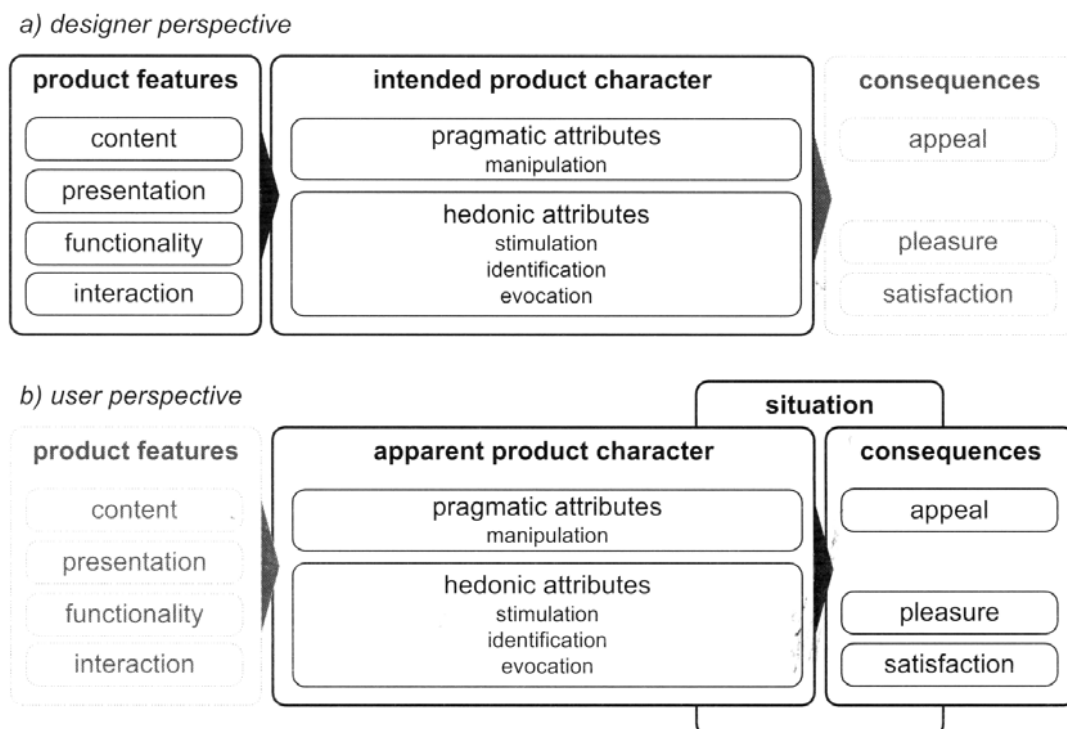 a) designer perspective
product features
content
presentation
functionality
interaction
intended product character
pragmatic attributes
manipulation
hedonic attributes
stimulation
identification
evocation
consequences
appeal
pleasure
satisfaction
b) user perspective
situation
product features
content
presentation
functionality
interaction
apparent product character
pragmatic attributes
manipulation
hedonic attributes
stimulation
identification
evocation
consequences
appeal
pleasure
satisfaction